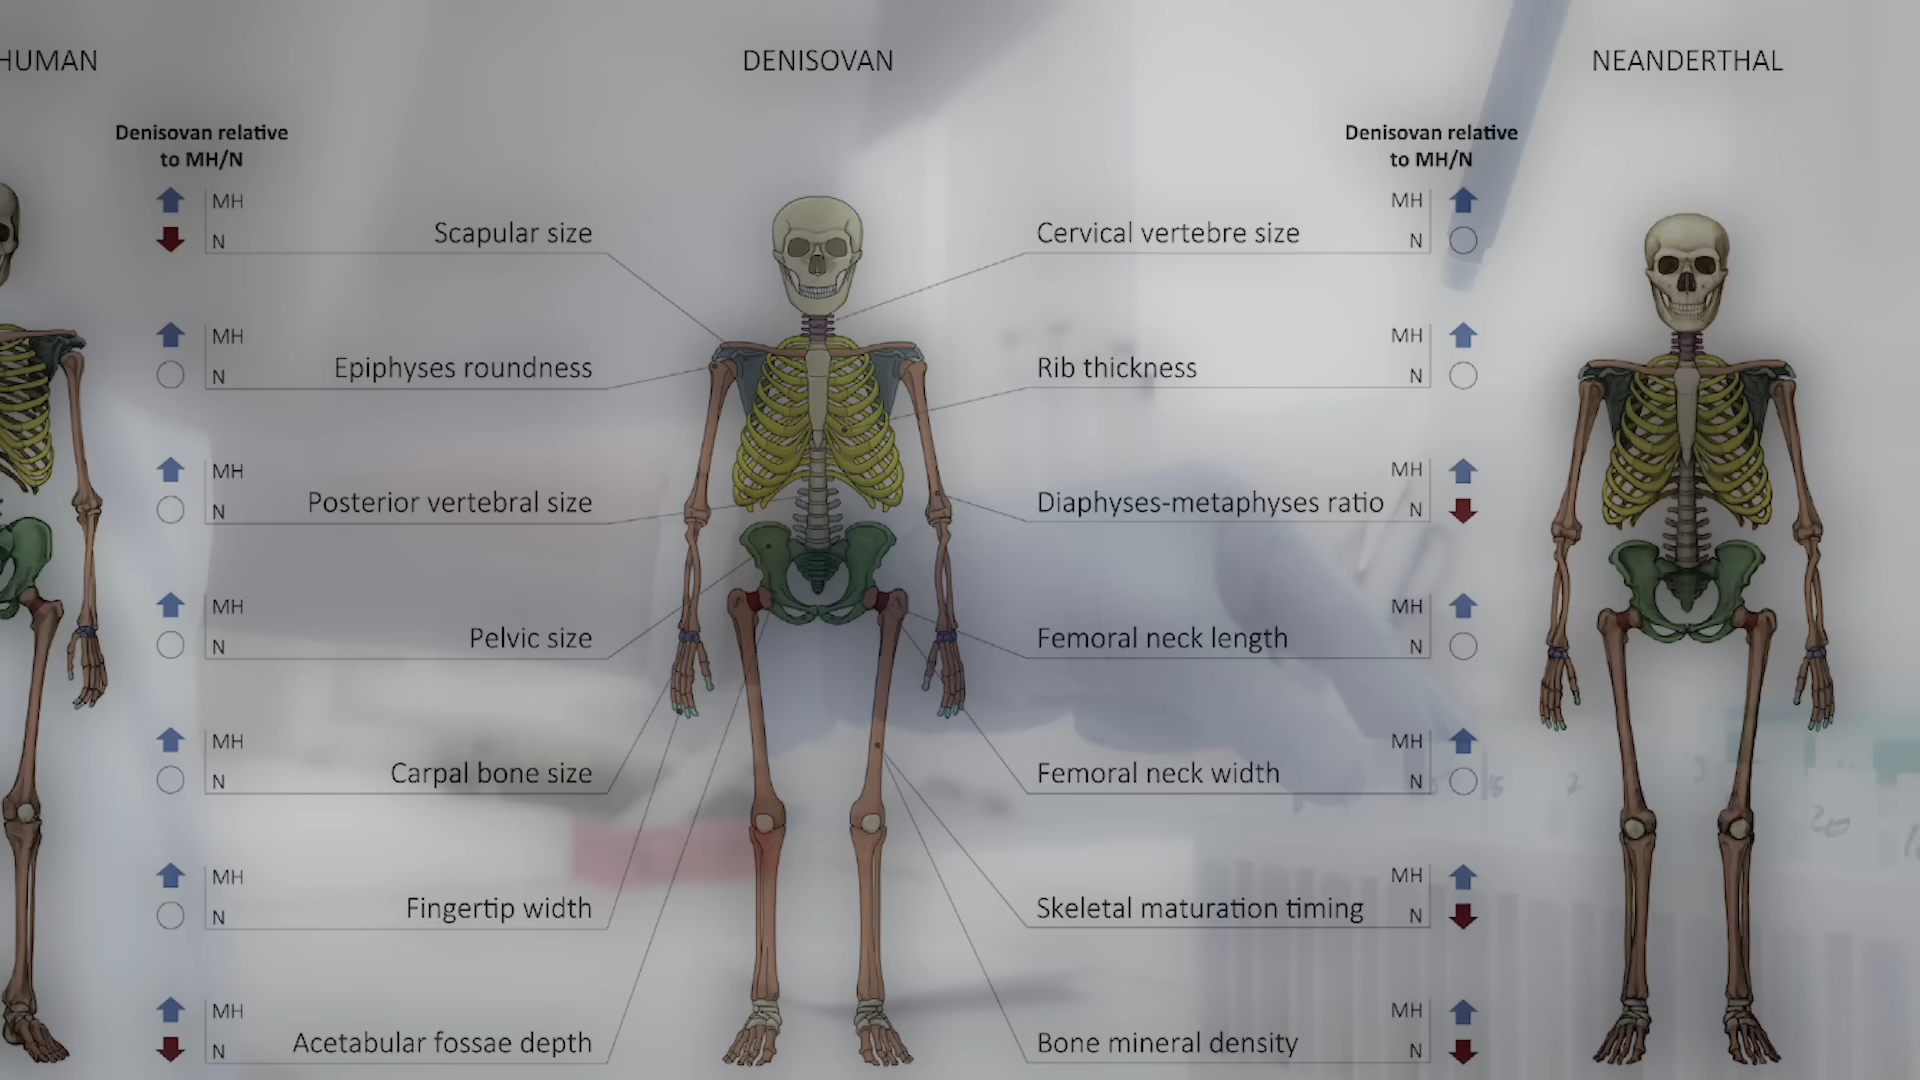 HUMAN
DENISOVAN
NEANDERTHAL
Denisovan relative
to MH/N
Denisovan relative
to MH/N
MH
N
Scapular size
Cervical vertebre size
MH
N
MH
N
Epiphyses roundness
Rib thickness
MH
N
MH
N
Posterior vertebral size
Diaphyses-metaphyses ratio
MH
N
MH
N
Pelvic size
Femoral neck length
MH
N
MH
N
Carpal bone size
Femoral neck width
MH
N
MH
N
Fingertip width
Skeletal maturation timing
MH
N
MH
N
Acetabular fossae depth
Bone mineral density
MH
N